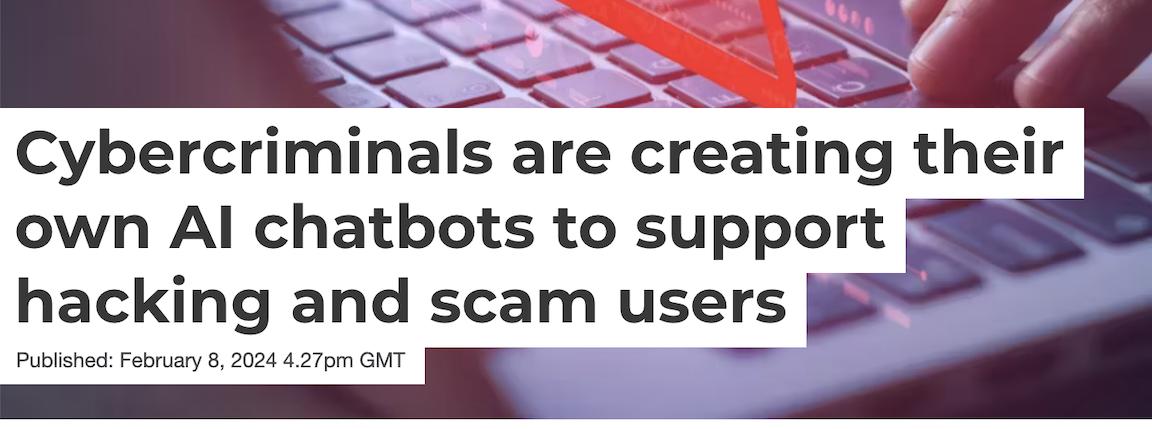 Cybercriminals are creating their
own AI chatbots to support
hacking and scam users
Published: February 8, 2024 4.27pm GMT